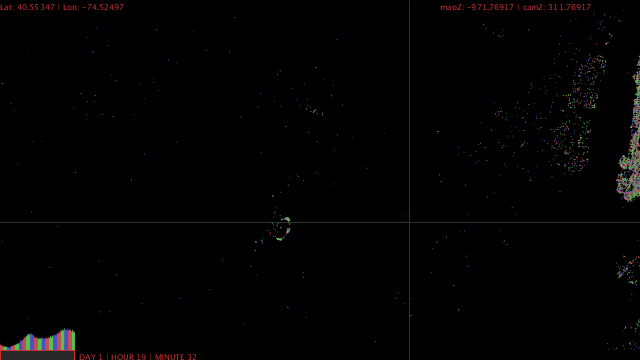 Lat: 40.55347 | Lon: -74.52497
mapZ: -971.76917 | camZ: 311.76917
DAY 1 | HOUR 19 | MINUTE 32